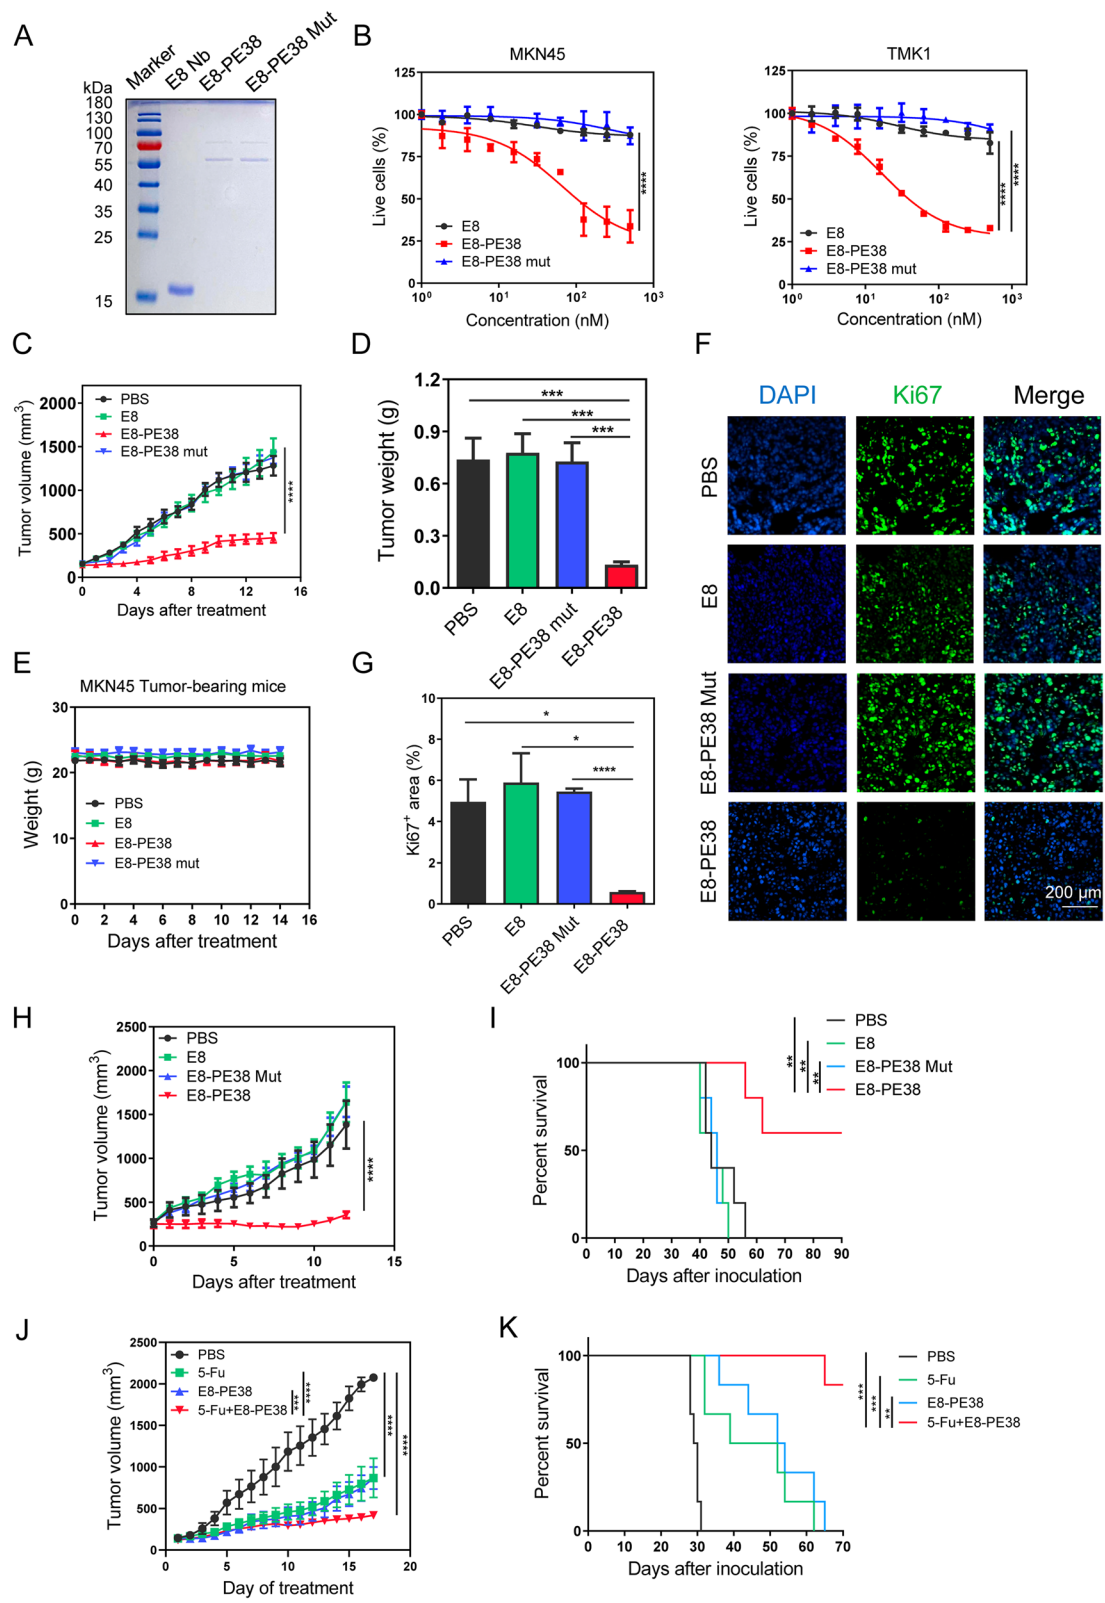 A
Marker
E8 Nb
E8-PE38
E8-PE38 Mut
kDa
180
130
100
70
55
40
35
25
15
B
MKN45
Live cells (%)
125
100
75
50
25
0
****
E8
E8-PE38
E8-PE38 mut
10⁰ 10¹ 10² 10³
Concentration (nM)
TMK1
Live cells (%)
125
100
75
50
25
0
****
****
E8
E8-PE38
E8-PE38 mut
10⁰ 10¹ 10² 10³
Concentration (nM)
C
Tumor volume (mm³)
2000
1500
1000
500
0
PBS
E8
E8-PE38
E8-PE38 mut
****
0 4 8 12 16
Days after treatment
D
Tumor weight (g)
1.2
0.9
0.6
0.3
0.0
***
***
***
PBS
E8
E8-PE38 mut
E8-PE38
E
MKN45 Tumor-bearing mice
Weight (g)
30
20
10
0
PBS
E8
E8-PE38
E8-PE38 mut
0 2 4 6 8 10 12 14 16
Days after treatment
F
DAPI Ki67 Merge
PBS
E8
E8-PE38 Mut
E8-PE38
200 μm
G
Ki67⁺ area (%)
10
8
6
4
2
0
*
*
****
PBS
E8
E8-PE38 Mut
E8-PE38
H
Tumor volume (mm³)
2500
2000
1500
1000
500
0
PBS
E8
E8-PE38 Mut
E8-PE38
****
0 5 10 15
Days after treatment
I
Percent survival
100
50
0
**
**
**
PBS
E8
E8-PE38 Mut
E8-PE38
0 10 20 30 40 50 60 70 80 90
Days after inoculation
J
Tumor volume (mm³)
2500
2000
1500
1000
500
0
PBS
5-Fu
E8-PE38
5-Fu+E8-PE38
***
****
****
****
0 5 10 15 20
Day of treatment
K
Percent survival
100
50
0
***
***
**
PBS
5-Fu
E8-PE38
5-Fu+E8-PE38
0 10 20 30 40 50 60 70
Days after inoculation